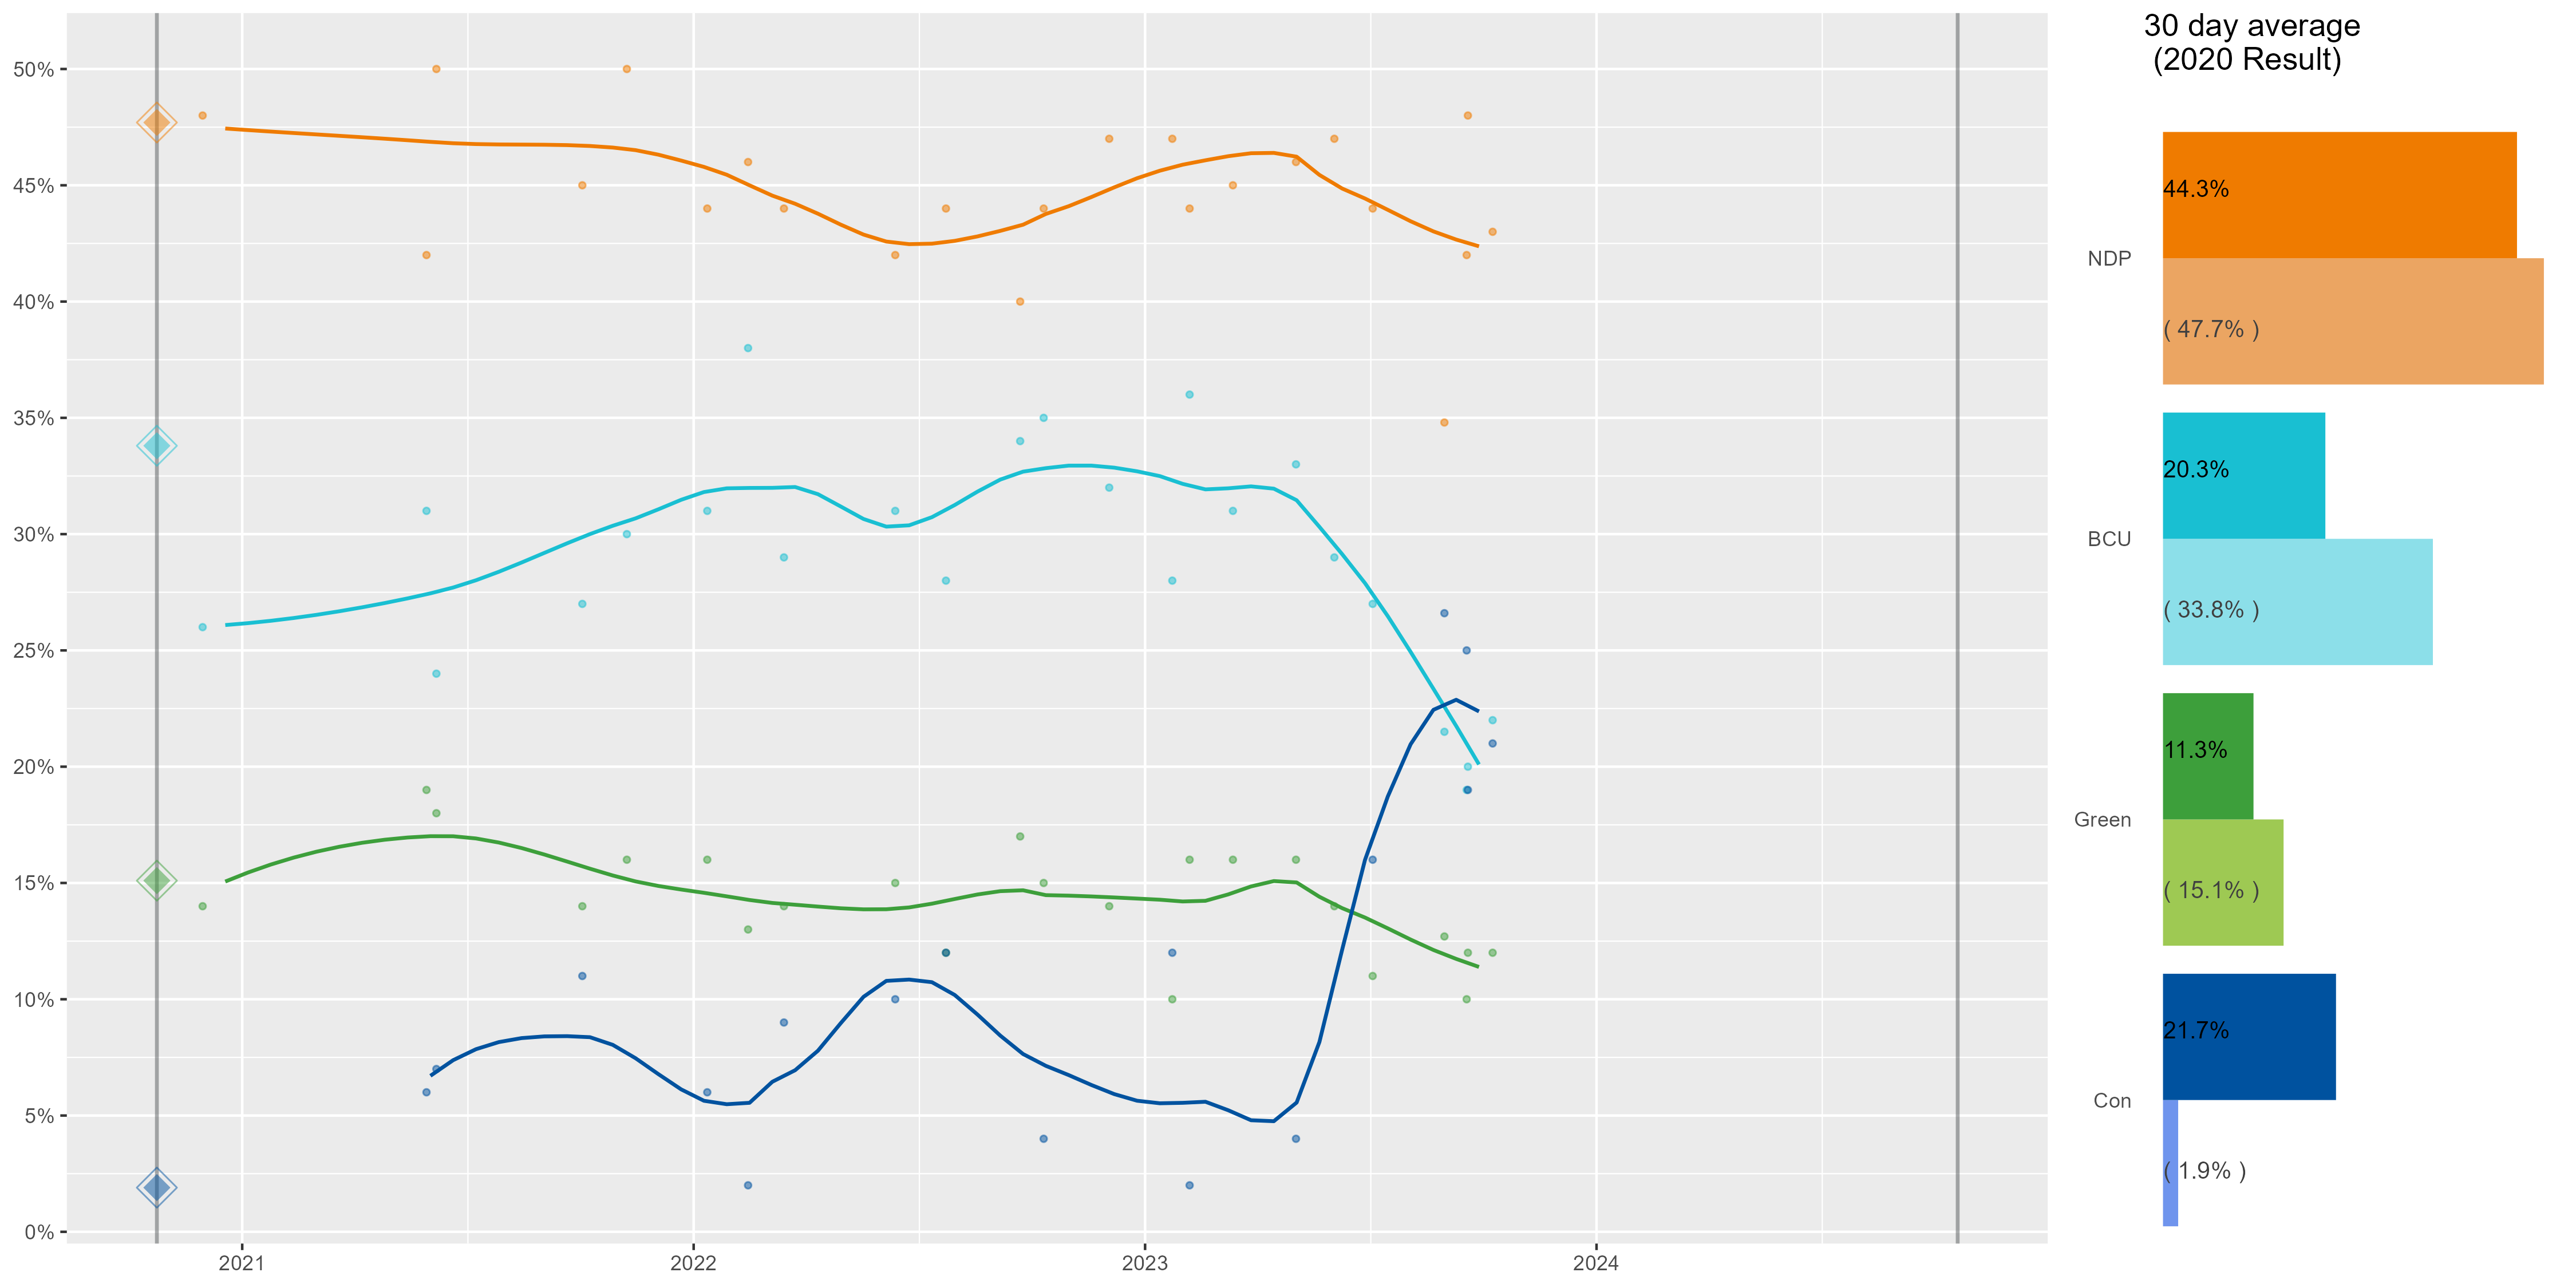 50%
45%
40%
35%
30%
25%
20%
15%
10%
5%
0%
2021
2022
2023
2024
30 day average
(2020 Result)
NDP
44.3%
( 47.7% )
BCU
20.3%
( 33.8% )
Green
11.3%
( 15.1% )
Con
21.7%
( 1.9% )